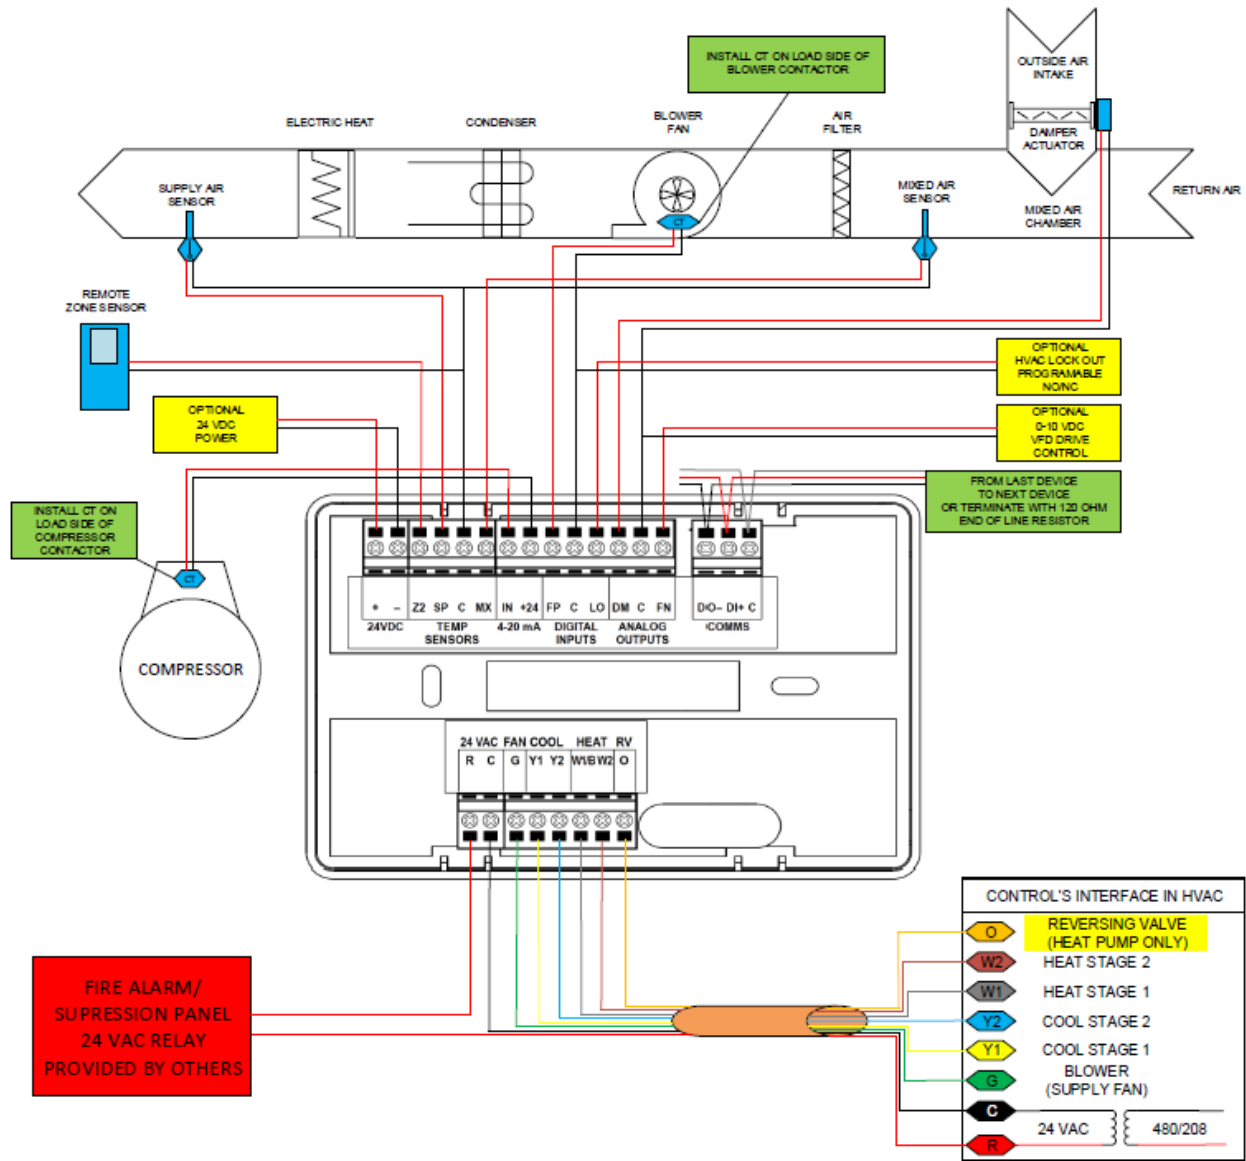 INSTALL CT ON LOAD SIDE OF
BLOWER CONTACTOR
OUTSIDE AIR
INTAKE
ELECTRIC HEAT
CONDENSER
BLOWER
FAN
AIR
FILTER
DAMPER
ACTUATOR
SUPPLY AIR
SENSOR
MIXED AIR
SENSOR
RETURN AIR
MIXED AIR
CHAMBER
CT
REMOTE
ZONE SENSOR
OPTIONAL
HVAC LOCK OUT
PROGRAMABLE
NO/NC
OPTIONAL
24 VDC
POWER
OPTIONAL
0-10 VDC
VFD DRIVE
CONTROL
FROM LAST DEVICE
TO NEXT DEVICE
OR TERMINATE WITH 120 OHM
END OF LINE RESISTOR
INSTALL CT ON
LOAD SIDE OF
COMPRESSOR
CONTACTOR
CT
COMPRESSOR
+ – Z2 SP C MX IN +24 FP C LO DM C FN DIO– DI+ C
24VDC TEMP SENSORS 4-20 mA DIGITAL INPUTS ANALOG OUTPUTS COMMS
24 VAC FAN COOL HEAT RV
R C G Y1 Y2 W1/B W2 O
CONTROL'S INTERFACE IN HVAC
O REVERSING VALVE
(HEAT PUMP ONLY)
W2 HEAT STAGE 2
W1 HEAT STAGE 1
Y2 COOL STAGE 2
Y1 COOL STAGE 1
G BLOWER
(SUPPLY FAN)
C
24 VAC 480/208
R
FIRE ALARM/
SUPRESSION PANEL
24 VAC RELAY
PROVIDED BY OTHERS